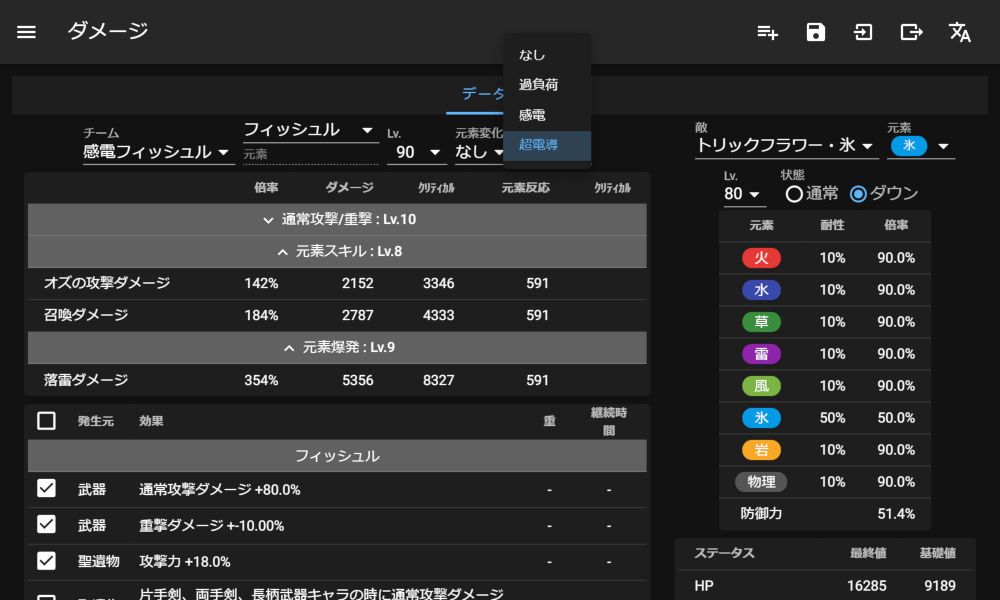 ダメージ
なし
過負荷
感電
超電導
データ
チーム
感電フィッシュル
フィッシュル
元素
Lv.
90
元素変化
なし
敵
トリックフラワー・氷
元素
氷
Lv.
80
状態
通常
ダウン
倍率 ダメージ クリティカル 元素反応 クリティカル
通常攻撃/重撃 : Lv.10
元素スキル : Lv.8
オズの攻撃ダメージ 142% 2152 3346 591
召喚ダメージ 184% 2787 4333 591
元素爆発 : Lv.9
落雷ダメージ 354% 5356 8327 591
発生元 効果 重 継続時
間
フィッシュル
武器 通常攻撃ダメージ +80.0% - -
武器 重撃ダメージ +-10.00% - -
聖遺物 攻撃力 +18.0% - -
片手剣、両手剣、長柄武器キャラの時に通常攻撃ダメージ
元素 耐性 倍率
火 10% 90.0%
水 10% 90.0%
草 10% 90.0%
雷 10% 90.0%
風 10% 90.0%
氷 50% 50.0%
岩 10% 90.0%
物理 10% 90.0%
防御力 51.4%
ステータス 最終値 基礎値
HP 16285 9189